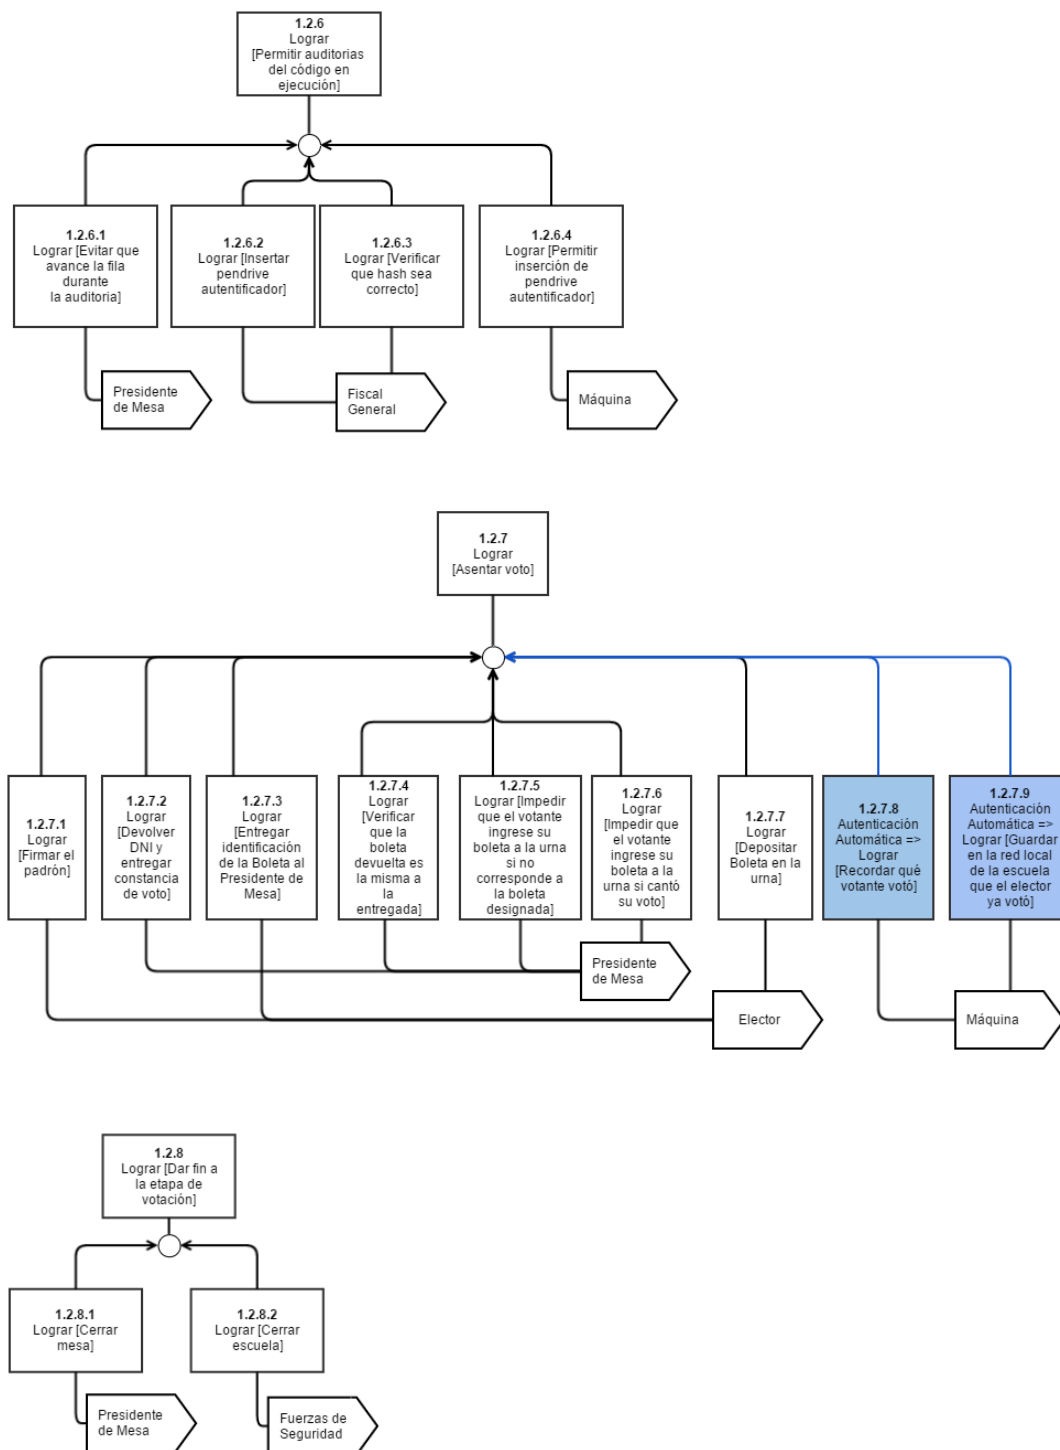 1.2.6
Lograr
[Permitir auditorias
del código en
ejecución]
1.2.6.1
Lograr [Evitar que
avance la fila
durante
la auditoria]
1.2.6.2
Lograr [Insertar
pendrive
autentificador]
1.2.6.3
Lograr [Verificar
que hash sea
correcto]
1.2.6.4
Lograr [Permitir
inserción de
pendrive
autentificador]
Presidente
de Mesa
Fiscal
General
Máquina
1.2.7
Lograr
[Asentar voto]
1.2.7.1
Lograr
[Firmar el
padrón]
1.2.7.2
Lograr
[Devolver
DNI y
entregar
constancia
de voto]
1.2.7.3
Lograr
[Entregar
identificación
de la Boleta al
Presidente de
Mesa]
1.2.7.4
Lograr
[Verificar
que la
boleta
devuelta es
la misma a
la
entregada]
1.2.7.5
Lograr [Impedir
que el votante
ingrese su
boleta a la urna
si no
corresponde a
la boleta
designada]
1.2.7.6
Lograr
[Impedir que
el votante
ingrese su
boleta a la
urna si cantó
su voto]
1.2.7.7
Lograr
[Depositar
Boleta en la
urna]
1.2.7.8
Autenticación
Automática =>
Lograr
[Recordar qué
votante votó]
1.2.7.9
Autenticación
Automática =>
Lograr [Guardar
en la red local
de la escuela
que el elector
ya votó]
Presidente
de Mesa
Elector
Máquina
1.2.8
Lograr [Dar fin a
la etapa de
votación]
1.2.8.1
Lograr [Cerrar
mesa]
1.2.8.2
Lograr [Cerrar
escuela]
Presidente
de Mesa
Fuerzas de
Seguridad